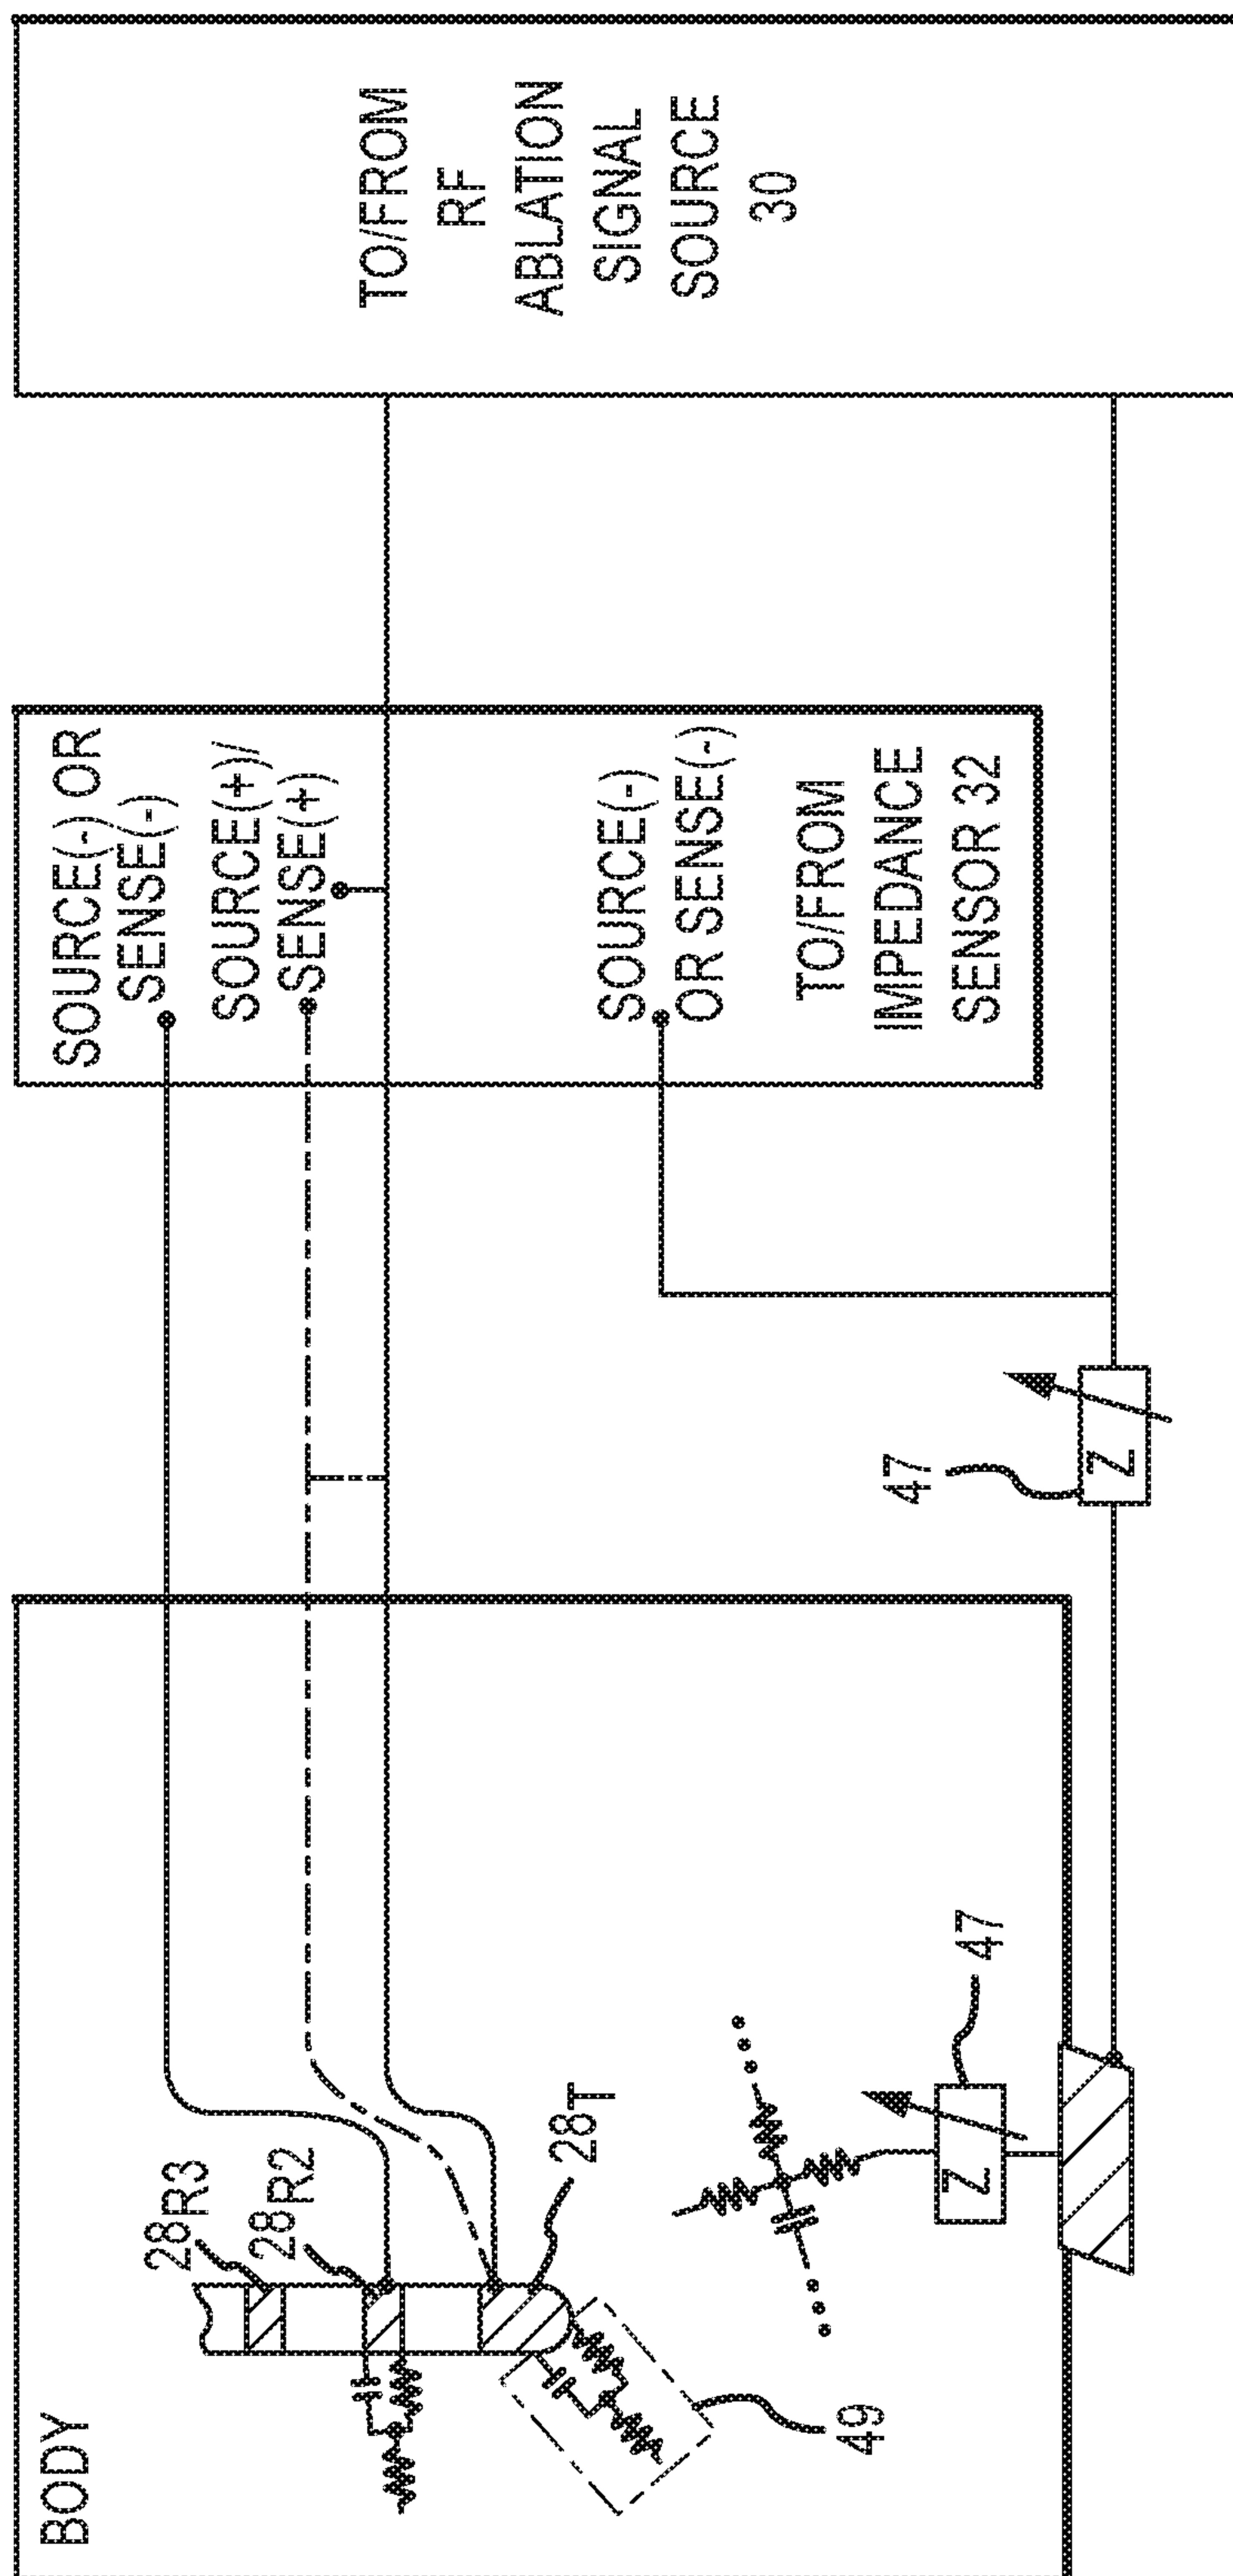 BODY
28R3
28R2
28T
49
47
47
SOURCE(-) OR
SENSE(-)
SOURCE(+)/
SENSE(+)
SOURCE(-)
OR SENSE(-)
TO/FROM
IMPEDANCE
SENSOR 32
Z
Z
TO/FROM
RF
ABLATION
SIGNAL
SOURCE
30